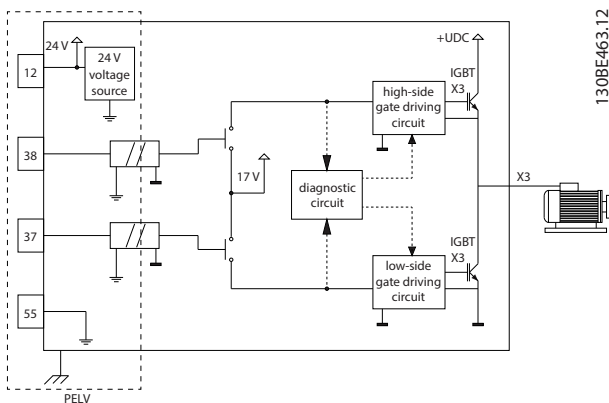 130BE463.12
+UDC
24 V
12
24 V
voltage
source
IGBT
X3
high-side
gate driving
circuit
38
17 V
diagnostic
circuit
X3
37
IGBT
X3
low-side
gate driving
circuit
55
PELV